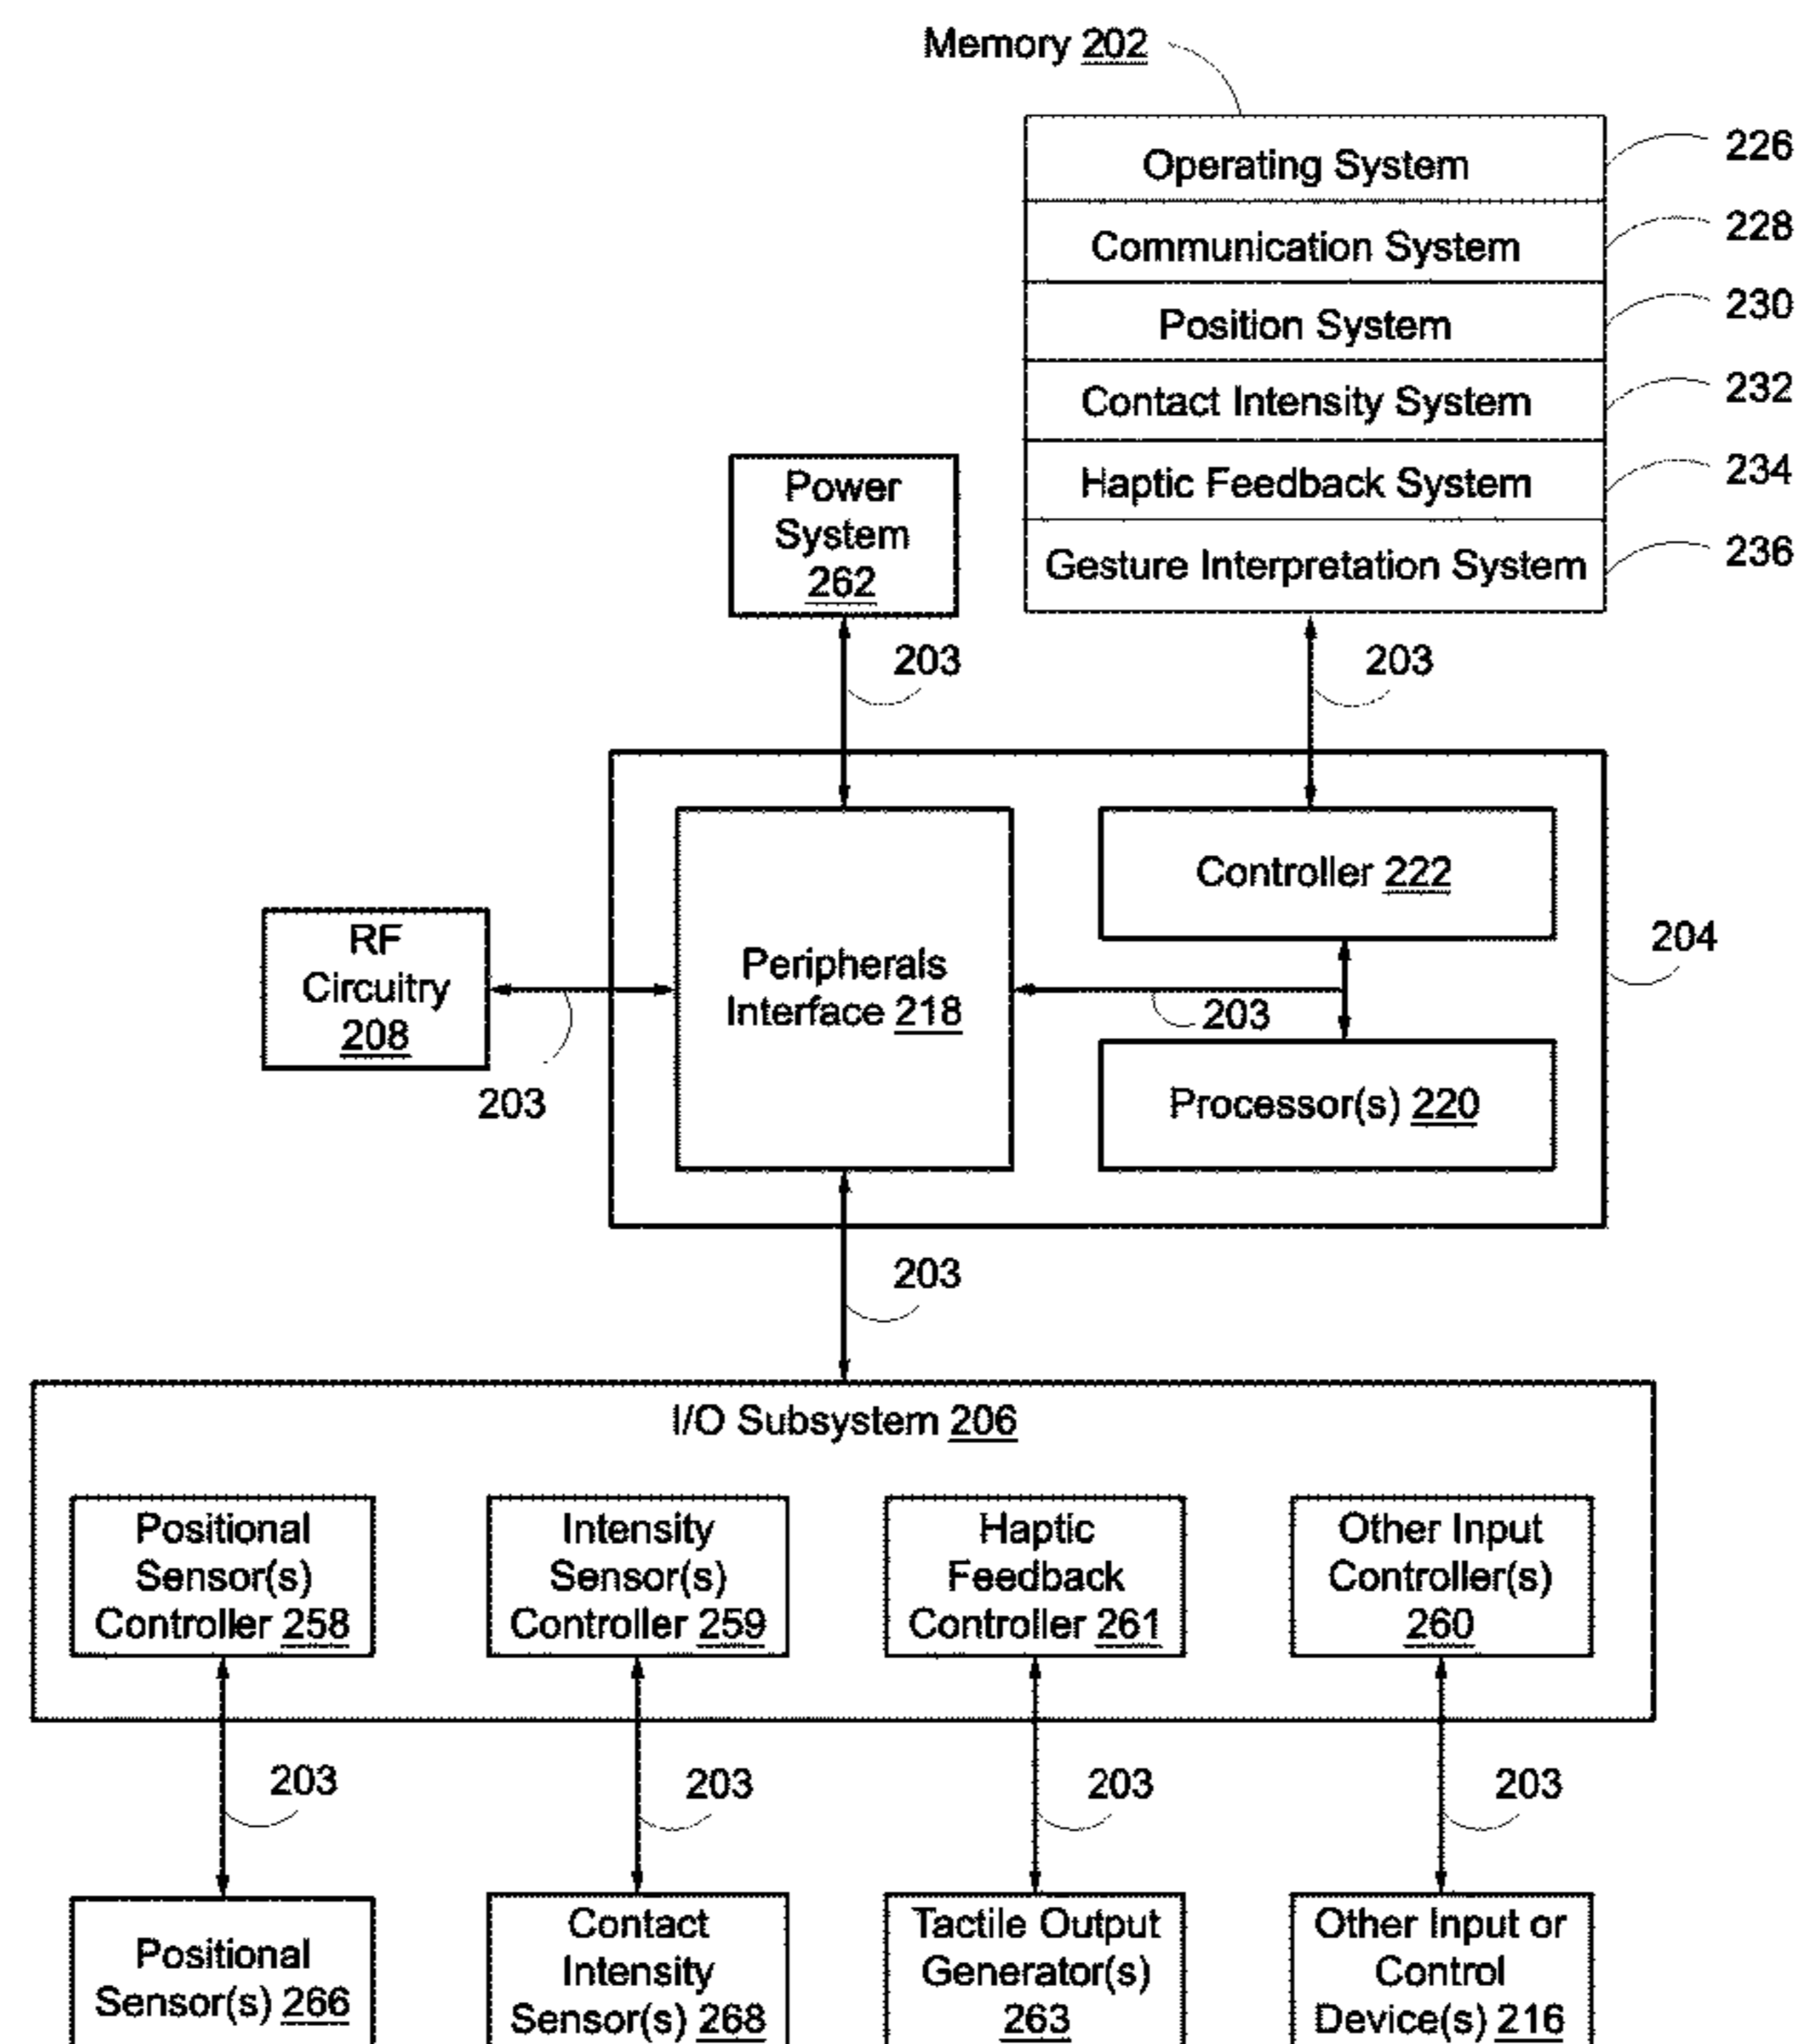 Memory 202
Operating System
226
Communication System
228
Position System
230
Contact Intensity System
232
Haptic Feedback System
234
Gesture Interpretation System
236
Power
System
262
203
203
Controller 222
RF
Circuitry
208
Peripherals
Interface 218
204
203
203
Processor(s) 220
203
I/O Subsystem 206
Positional
Sensor(s)
Controller 258
Intensity
Sensor(s)
Controller 259
Haptic
Feedback
Controller 261
Other Input
Controller(s)
260
203
203
203
203
Positional
Sensor(s) 266
Contact
Intensity
Sensor(s) 268
Tactile Output
Generator(s)
263
Other Input or
Control
Device(s) 216